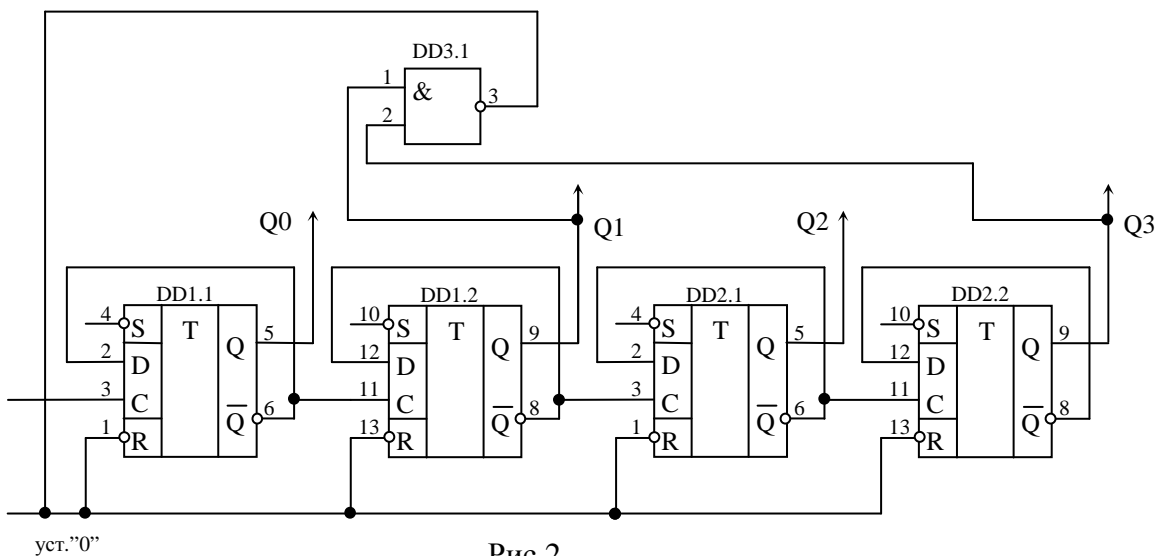 DD3.1
1
&
3
2
Q0
Q1
Q2
Q3
DD1.1
DD1.2
DD2.1
DD2.2
4 S T Q 5
2 D
3 C Q 6
1 R
10 S T Q 9
12 D
11 C Q 8
13 R
4 S T Q 5
2 D
3 C Q 6
1 R
10 S T Q 9
12 D
11 C Q 8
13 R
уст."0"